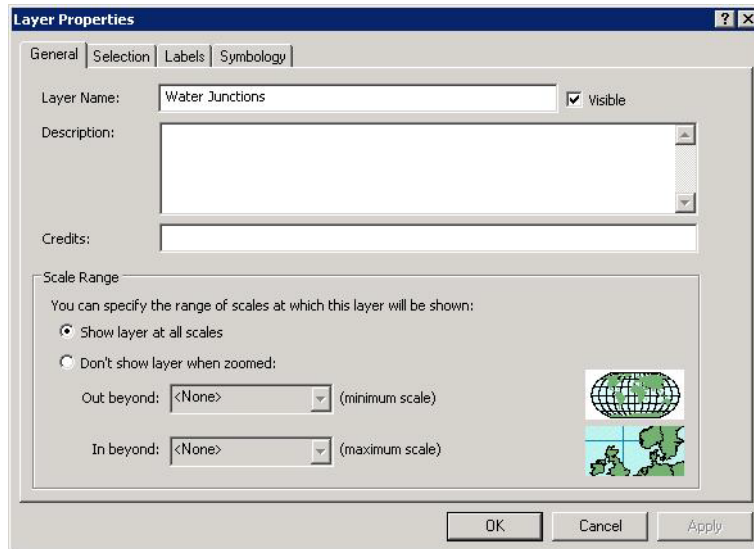 Layer Properties
General Selection Labels Symbology
Layer Name: Water Junctions Visible
Description:
Credits:
Scale Range
You can specify the range of scales at which this layer will be shown:
Show layer at all scales
Don't show layer when zoomed:
Out beyond: <None> (minimum scale)
In beyond: <None> (maximum scale)
OK Cancel Apply